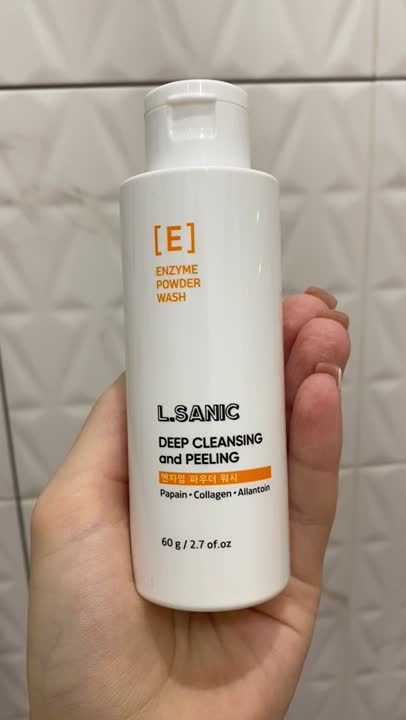 [E]
ENZYME
POWDER
WASH
L.SANIC
DEEP CLEANSING
and PEELING
엔자임 파우더 워시
Papain • Collagen • Allantoin
60 g / 2.7 of.oz